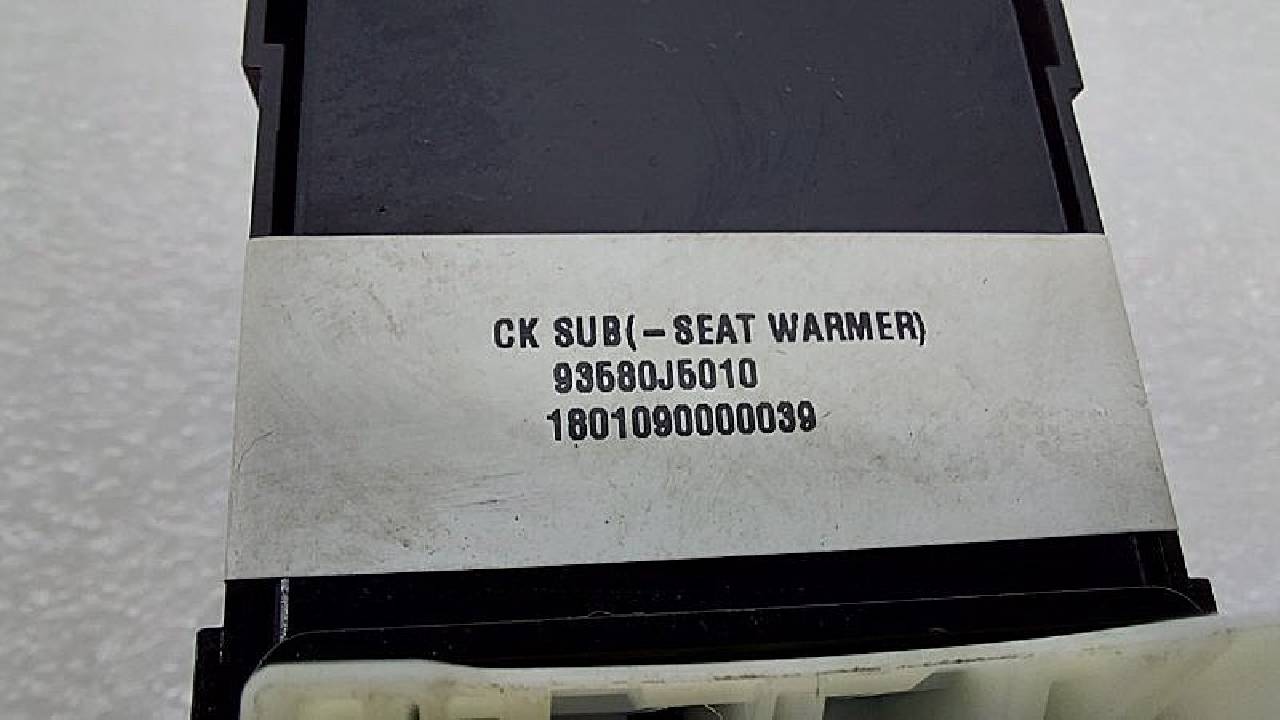 CK SUB(-SEAT WARMER)
93580J5010
1801090000039